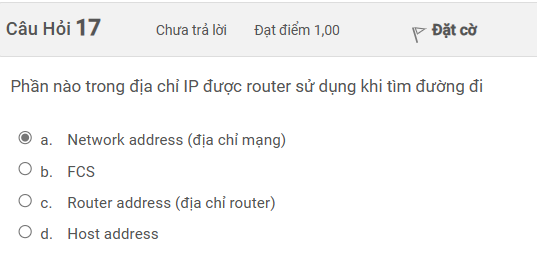 Câu Hỏi 17 Chưa trả lời Đạt điểm 1,00 Đặt cờ
Phần nào trong địa chỉ IP được router sử dụng khi tìm đường đi
a. Network address (địa chỉ mạng)
b. FCS
c. Router address (địa chỉ router)
d. Host address